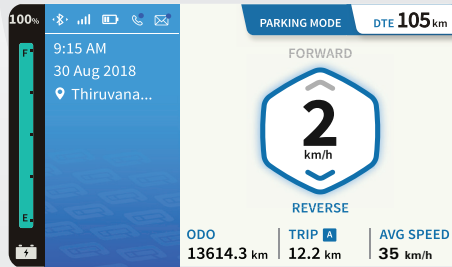 100%
F
E
9:15 AM
30 Aug 2018
Thiruvana...
PARKING MODE
DTE 105 km
FORWARD
2
km/h
REVERSE
ODO
13614.3 km
TRIP A
12.2 km
AVG SPEED
35 km/h